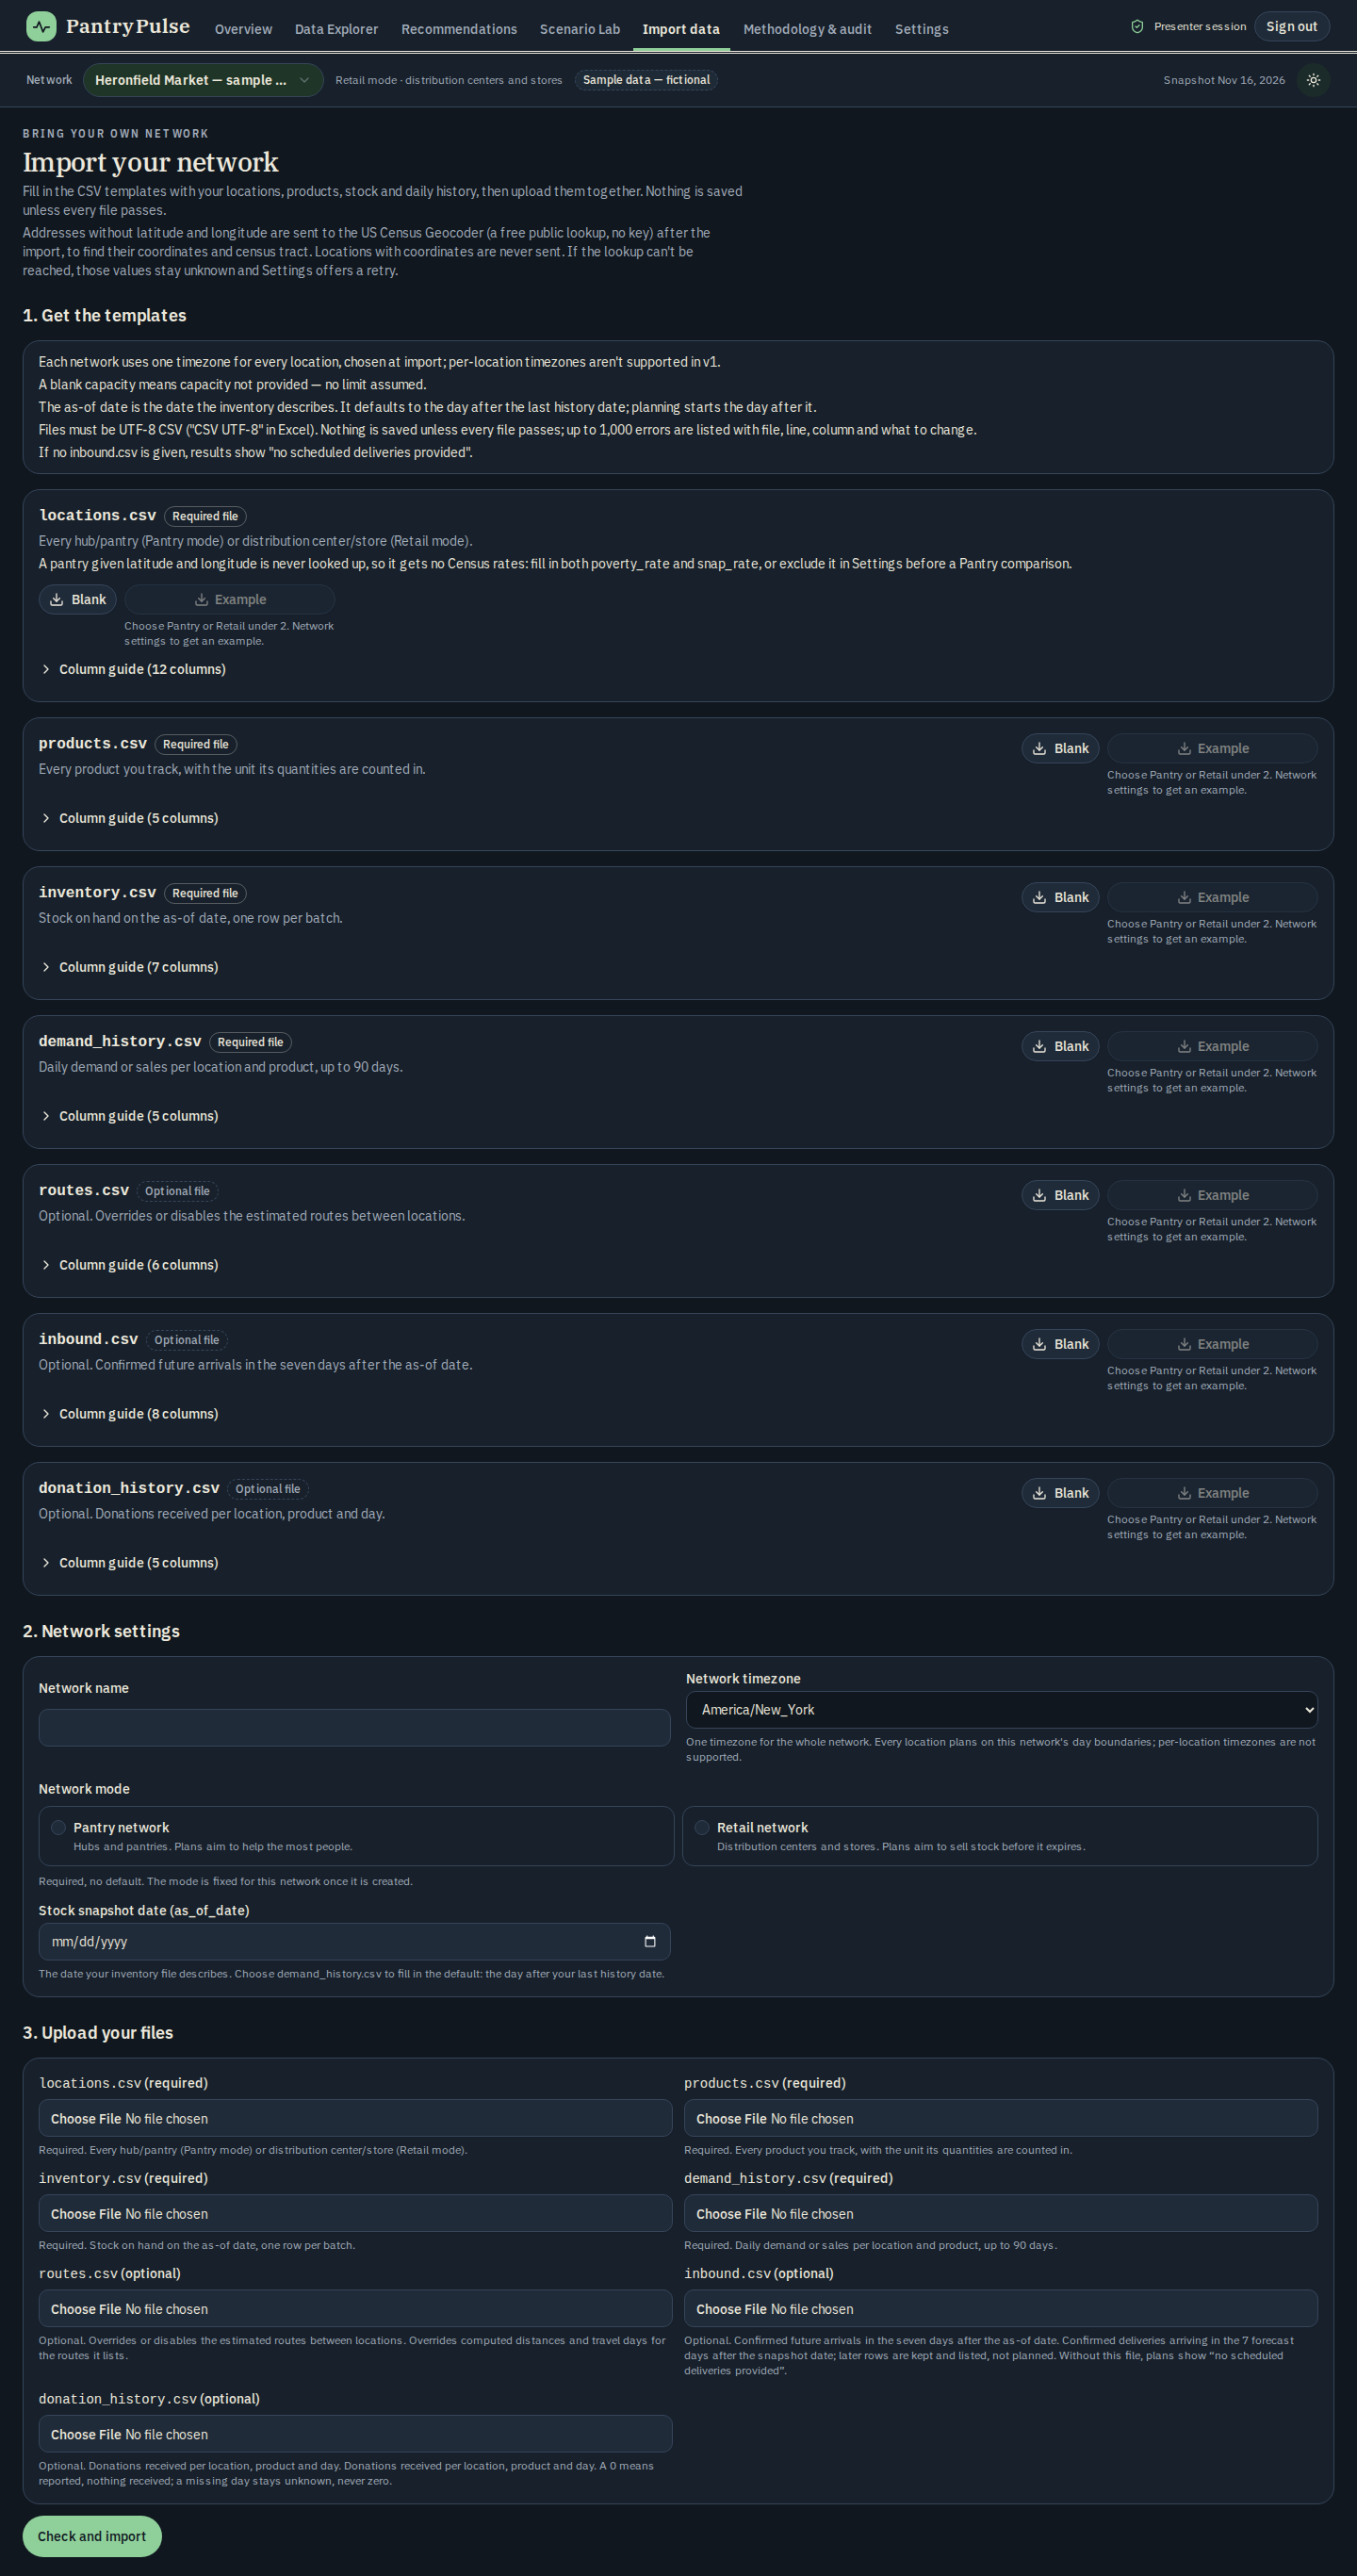 PantryPulse
Overview
Data Explorer
Recommendations
Scenario Lab
Import data
Methodology & audit
Settings
Presenter session
Sign out
Network
Heronfield Market — sample ...
Retail mode · distribution centers and stores
Sample data — fictional
Snapshot Nov 16, 2026
BRING YOUR OWN NETWORK
Import your network
Fill in the CSV templates with your locations, products, stock and daily history, then upload them together. Nothing is saved
unless every file passes.
Addresses without latitude and longitude are sent to the US Census Geocoder (a free public lookup, no key) after the
import, to find their coordinates and census tract. Locations with coordinates are never sent. If the lookup can't be
reached, those values stay unknown and Settings offers a retry.
1. Get the templates
Each network uses one timezone for every location, chosen at import; per-location timezones aren't supported in v1.
A blank capacity means capacity not provided — no limit assumed.
The as-of date is the date the inventory describes. It defaults to the day after the last history date; planning starts the day after it.
Files must be UTF-8 CSV ("CSV UTF-8" in Excel). Nothing is saved unless every file passes; up to 1,000 errors are listed with file, line, column and what to change.
If no inbound.csv is given, results show "no scheduled deliveries provided".
locations.csv Required file
Every hub/pantry (Pantry mode) or distribution center/store (Retail mode).
A pantry given latitude and longitude is never looked up, so it gets no Census rates: fill in both poverty_rate and snap_rate, or exclude it in Settings before a Pantry comparison.
Blank
Example
Choose Pantry or Retail under 2. Network
settings to get an example.
Column guide (12 columns)
products.csv Required file
Every product you track, with the unit its quantities are counted in.
Blank
Example
Choose Pantry or Retail under 2. Network
settings to get an example.
Column guide (5 columns)
inventory.csv Required file
Stock on hand on the as-of date, one row per batch.
Blank
Example
Choose Pantry or Retail under 2. Network
settings to get an example.
Column guide (7 columns)
demand_history.csv Required file
Daily demand or sales per location and product, up to 90 days.
Blank
Example
Choose Pantry or Retail under 2. Network
settings to get an example.
Column guide (5 columns)
routes.csv Optional file
Optional. Overrides or disables the estimated routes between locations.
Blank
Example
Choose Pantry or Retail under 2. Network
settings to get an example.
Column guide (6 columns)
inbound.csv Optional file
Optional. Confirmed future arrivals in the seven days after the as-of date.
Blank
Example
Choose Pantry or Retail under 2. Network
settings to get an example.
Column guide (8 columns)
donation_history.csv Optional file
Optional. Donations received per location, product and day.
Blank
Example
Choose Pantry or Retail under 2. Network
settings to get an example.
Column guide (5 columns)
2. Network settings
Network name
Network timezone
America/New_York
One timezone for the whole network. Every location plans on this network's day boundaries; per-location timezones are not
supported.
Network mode
Pantry network
Hubs and pantries. Plans aim to help the most people.
Retail network
Distribution centers and stores. Plans aim to sell stock before it expires.
Required, no default. The mode is fixed for this network once it is created.
Stock snapshot date (as_of_date)
mm/dd/yyyy
The date your inventory file describes. Choose demand_history.csv to fill in the default: the day after your last history date.
3. Upload your files
locations.csv (required)
Choose File No file chosen
Required. Every hub/pantry (Pantry mode) or distribution center/store (Retail mode).
products.csv (required)
Choose File No file chosen
Required. Every product you track, with the unit its quantities are counted in.
inventory.csv (required)
Choose File No file chosen
Required. Stock on hand on the as-of date, one row per batch.
demand_history.csv (required)
Choose File No file chosen
Required. Daily demand or sales per location and product, up to 90 days.
routes.csv (optional)
Choose File No file chosen
Optional. Overrides or disables the estimated routes between locations. Overrides computed distances and travel days for
the routes it lists.
inbound.csv (optional)
Choose File No file chosen
Optional. Confirmed future arrivals in the seven days after the as-of date. Confirmed deliveries arriving in the 7 forecast
days after the snapshot date; later rows are kept and listed, not planned. Without this file, plans show “no scheduled
deliveries provided”.
donation_history.csv (optional)
Choose File No file chosen
Optional. Donations received per location, product and day. Donations received per location, product and day. A 0 means
reported, nothing received; a missing day stays unknown, never zero.
Check and import